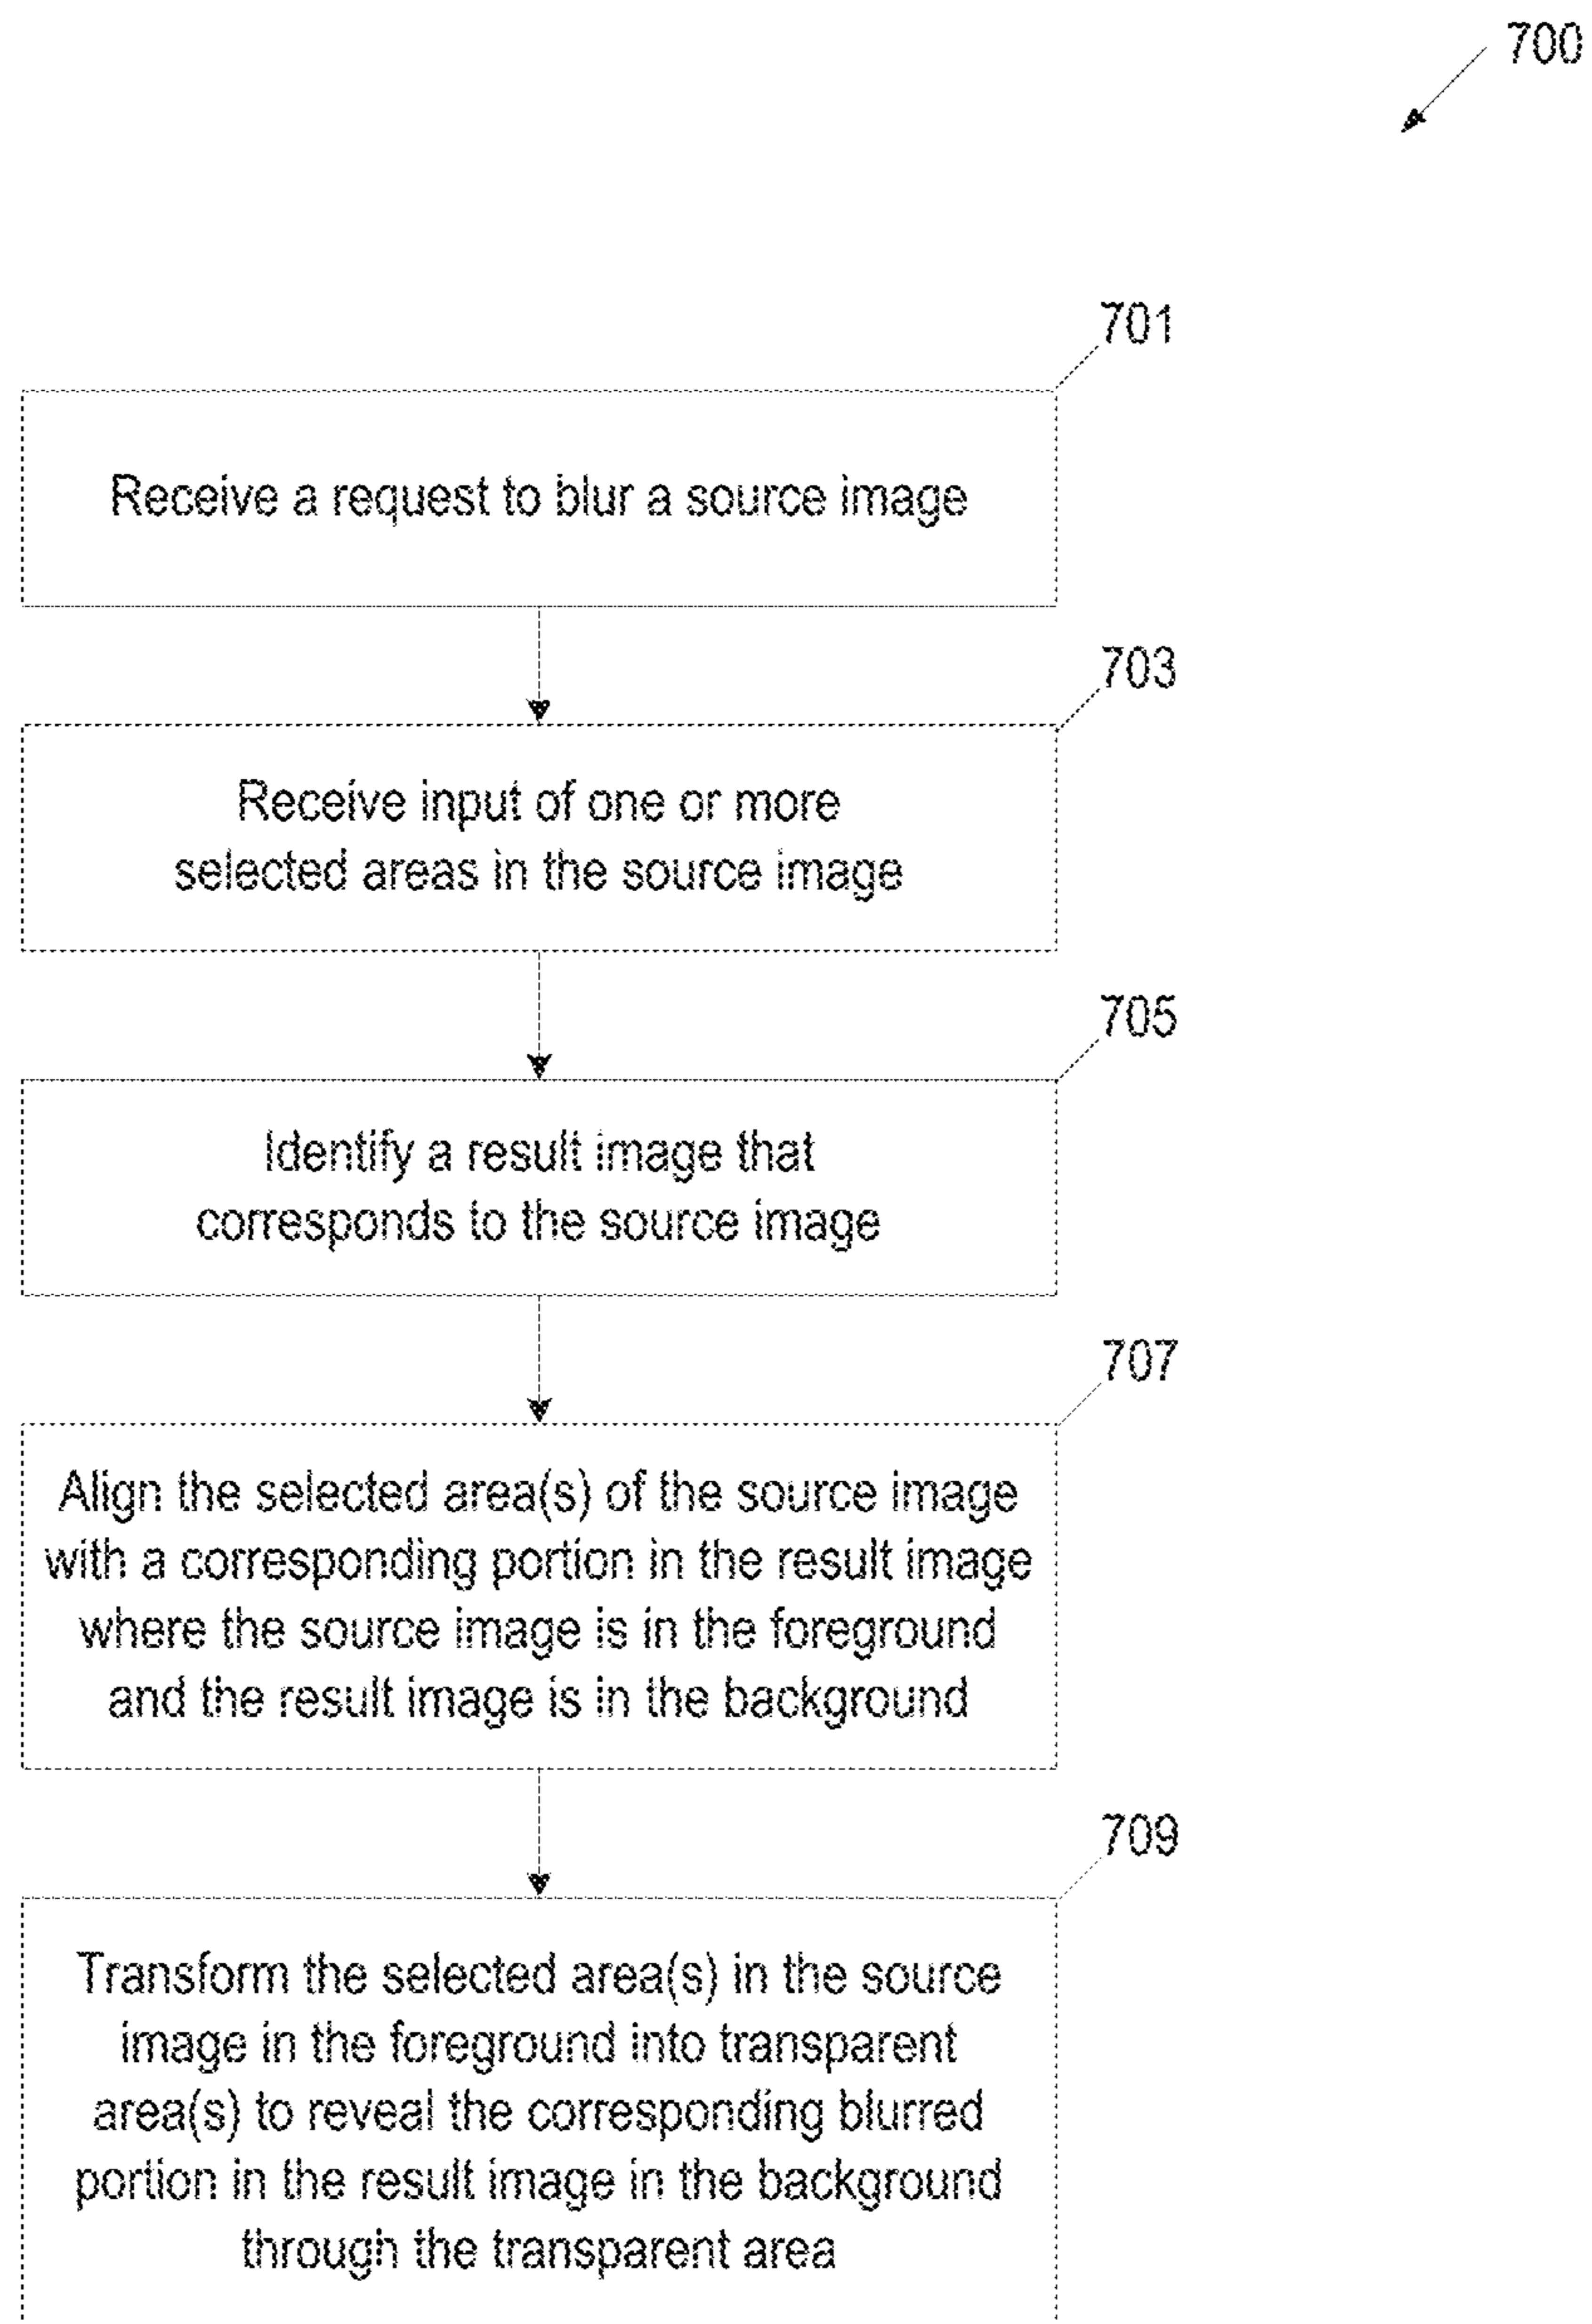 700
701
Receive a request to blur a source image
703
Receive input of one or more
selected areas in the source image
705
Identify a result image that
corresponds to the source image
707
Align the selected area(s) of the source image
with a corresponding portion in the result image
where the source image is in the foreground
and the result image is in the background
709
Transform the selected area(s) in the source
image in the foreground into transparent
area(s) to reveal the corresponding blurred
portion in the result image in the background
through the transparent area